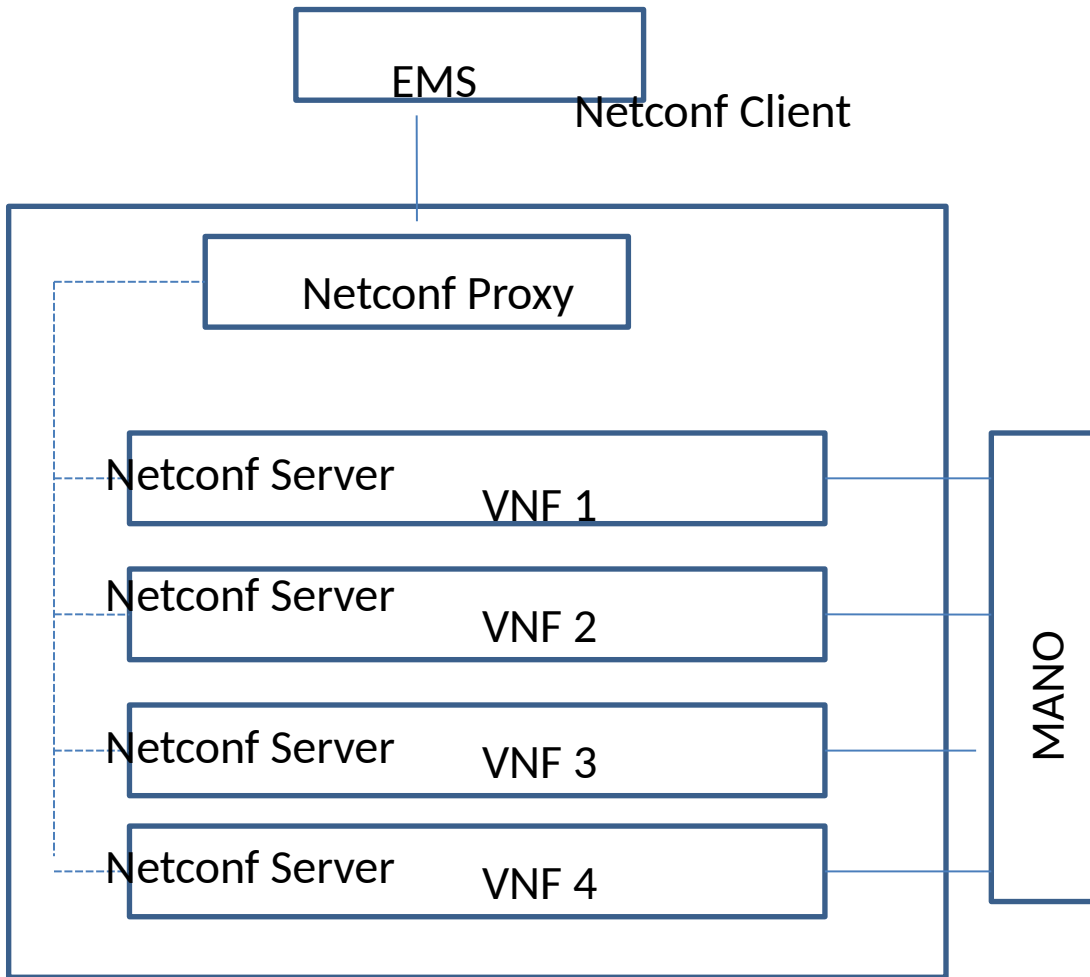 EMS
Netconf Client
Netconf Proxy
Netconf Server
VNF 1
Netconf Server
VNF 2
Netconf Server
VNF 3
Netconf Server
VNF 4
MANO